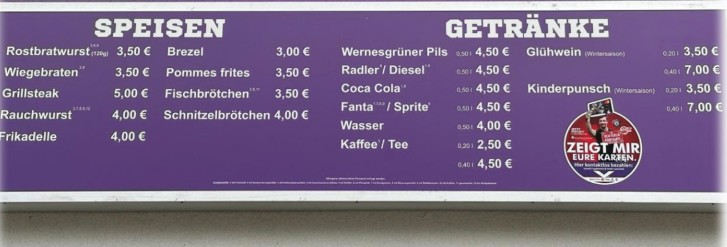 SPEISEN
Rostbratwurst (120g) 3,50 €
Wiegebraten 3,50 €
Grillsteak 5,00 €
Rauchwurst 4,00 €
Frikadelle 4,00 €
Brezel 3,00 €
Pommes frites 3,50 €
Fischbrötchen 3,50 €
Schnitzelbrötchen 4,00 €
GETRÄNKE
Wernesgrüner Pils 0,50 l 4,50 €
Radler / Diesel 0,50 l 4,50 €
Coca Cola 0,50 l 4,50 €
Fanta / Sprite 0,50 l 4,50 €
Wasser 0,50 l 4,00 €
Kaffee / Tee 0,20 l 2,50 €
0,40 l 4,50 €
Glühwein (Wintersaison) 0,20 l 3,50 €
0,40 l 7,00 €
Kinderpunsch (Wintersaison) 0,20 l 3,50 €
0,40 l 7,00 €
ZEIGT MIR
EURE KARTEN.
Hier kontaktlos bezahlen: